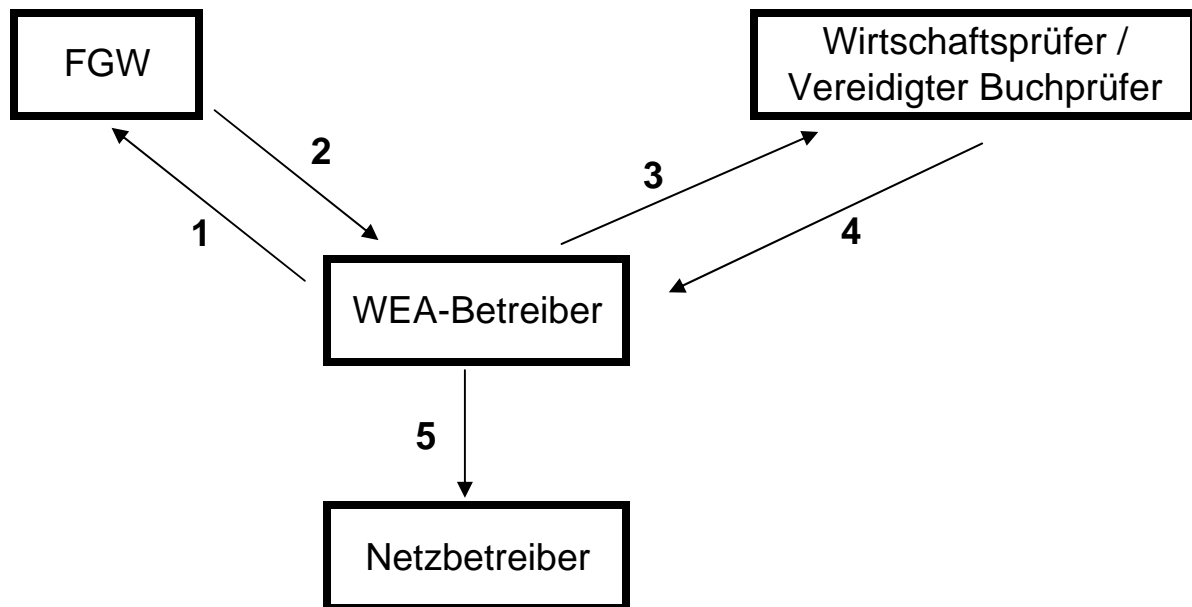 FGW
Wirtschaftsprüfer /
Vereidigter Buchprüfer
2
3
1
4
WEA-Betreiber
5
Netzbetreiber